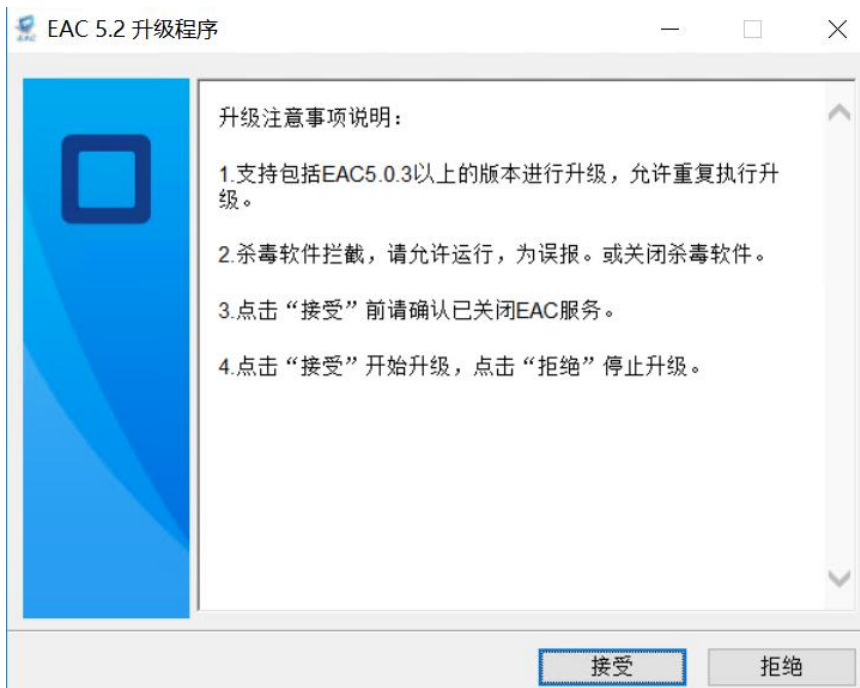 EAC 5.2 升级程序
升级注意事项说明：
1.支持包括EAC5.0.3以上的版本进行升级，允许重复执行升
级。
2.杀毒软件拦截，请允许运行，为误报。或关闭杀毒软件。
3.点击“接受”前请确认已关闭EAC服务。
4.点击“接受”开始升级，点击“拒绝”停止升级。
接受
拒绝